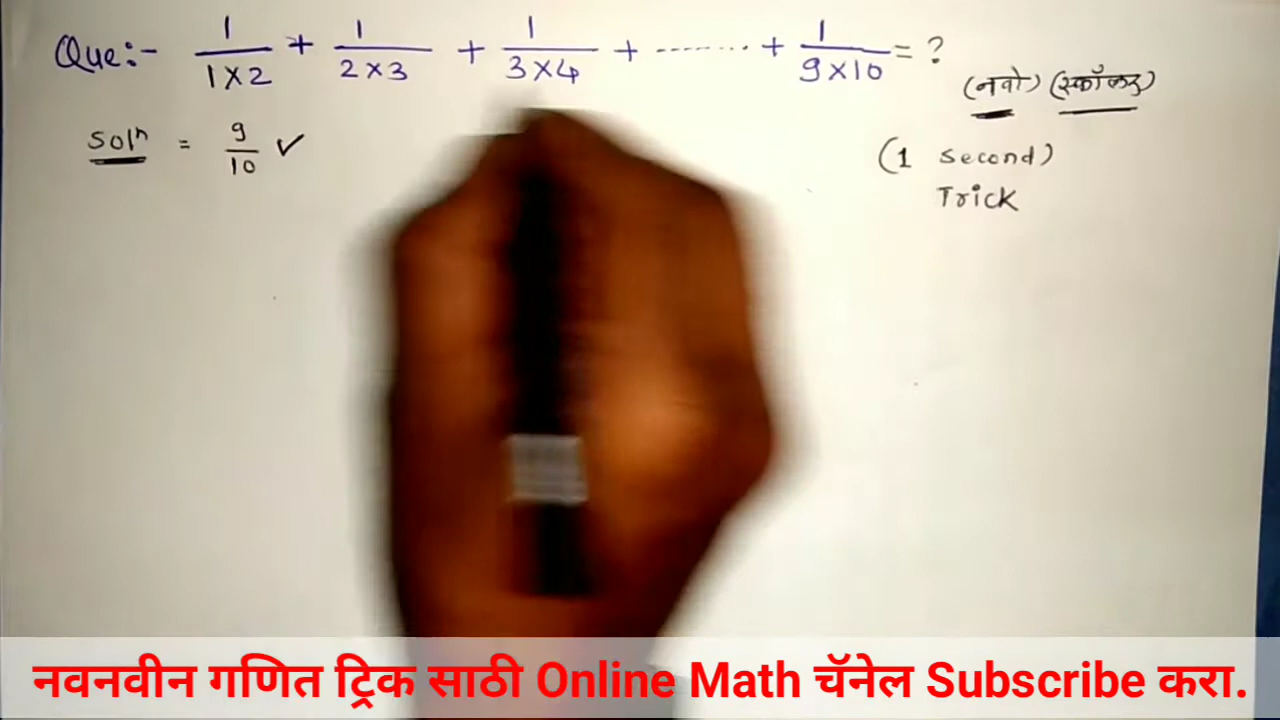 Que:- 1/1×2 + 1/2×3 + 1/3×4 + ........ + 1/9×10 = ?
(नवो) (स्कॉलर)
Solⁿ = 9/10 ✓
(1 second)
Trick
नवनवीन गणित ट्रिक साठी Online Math चॅनेल Subscribe करा.